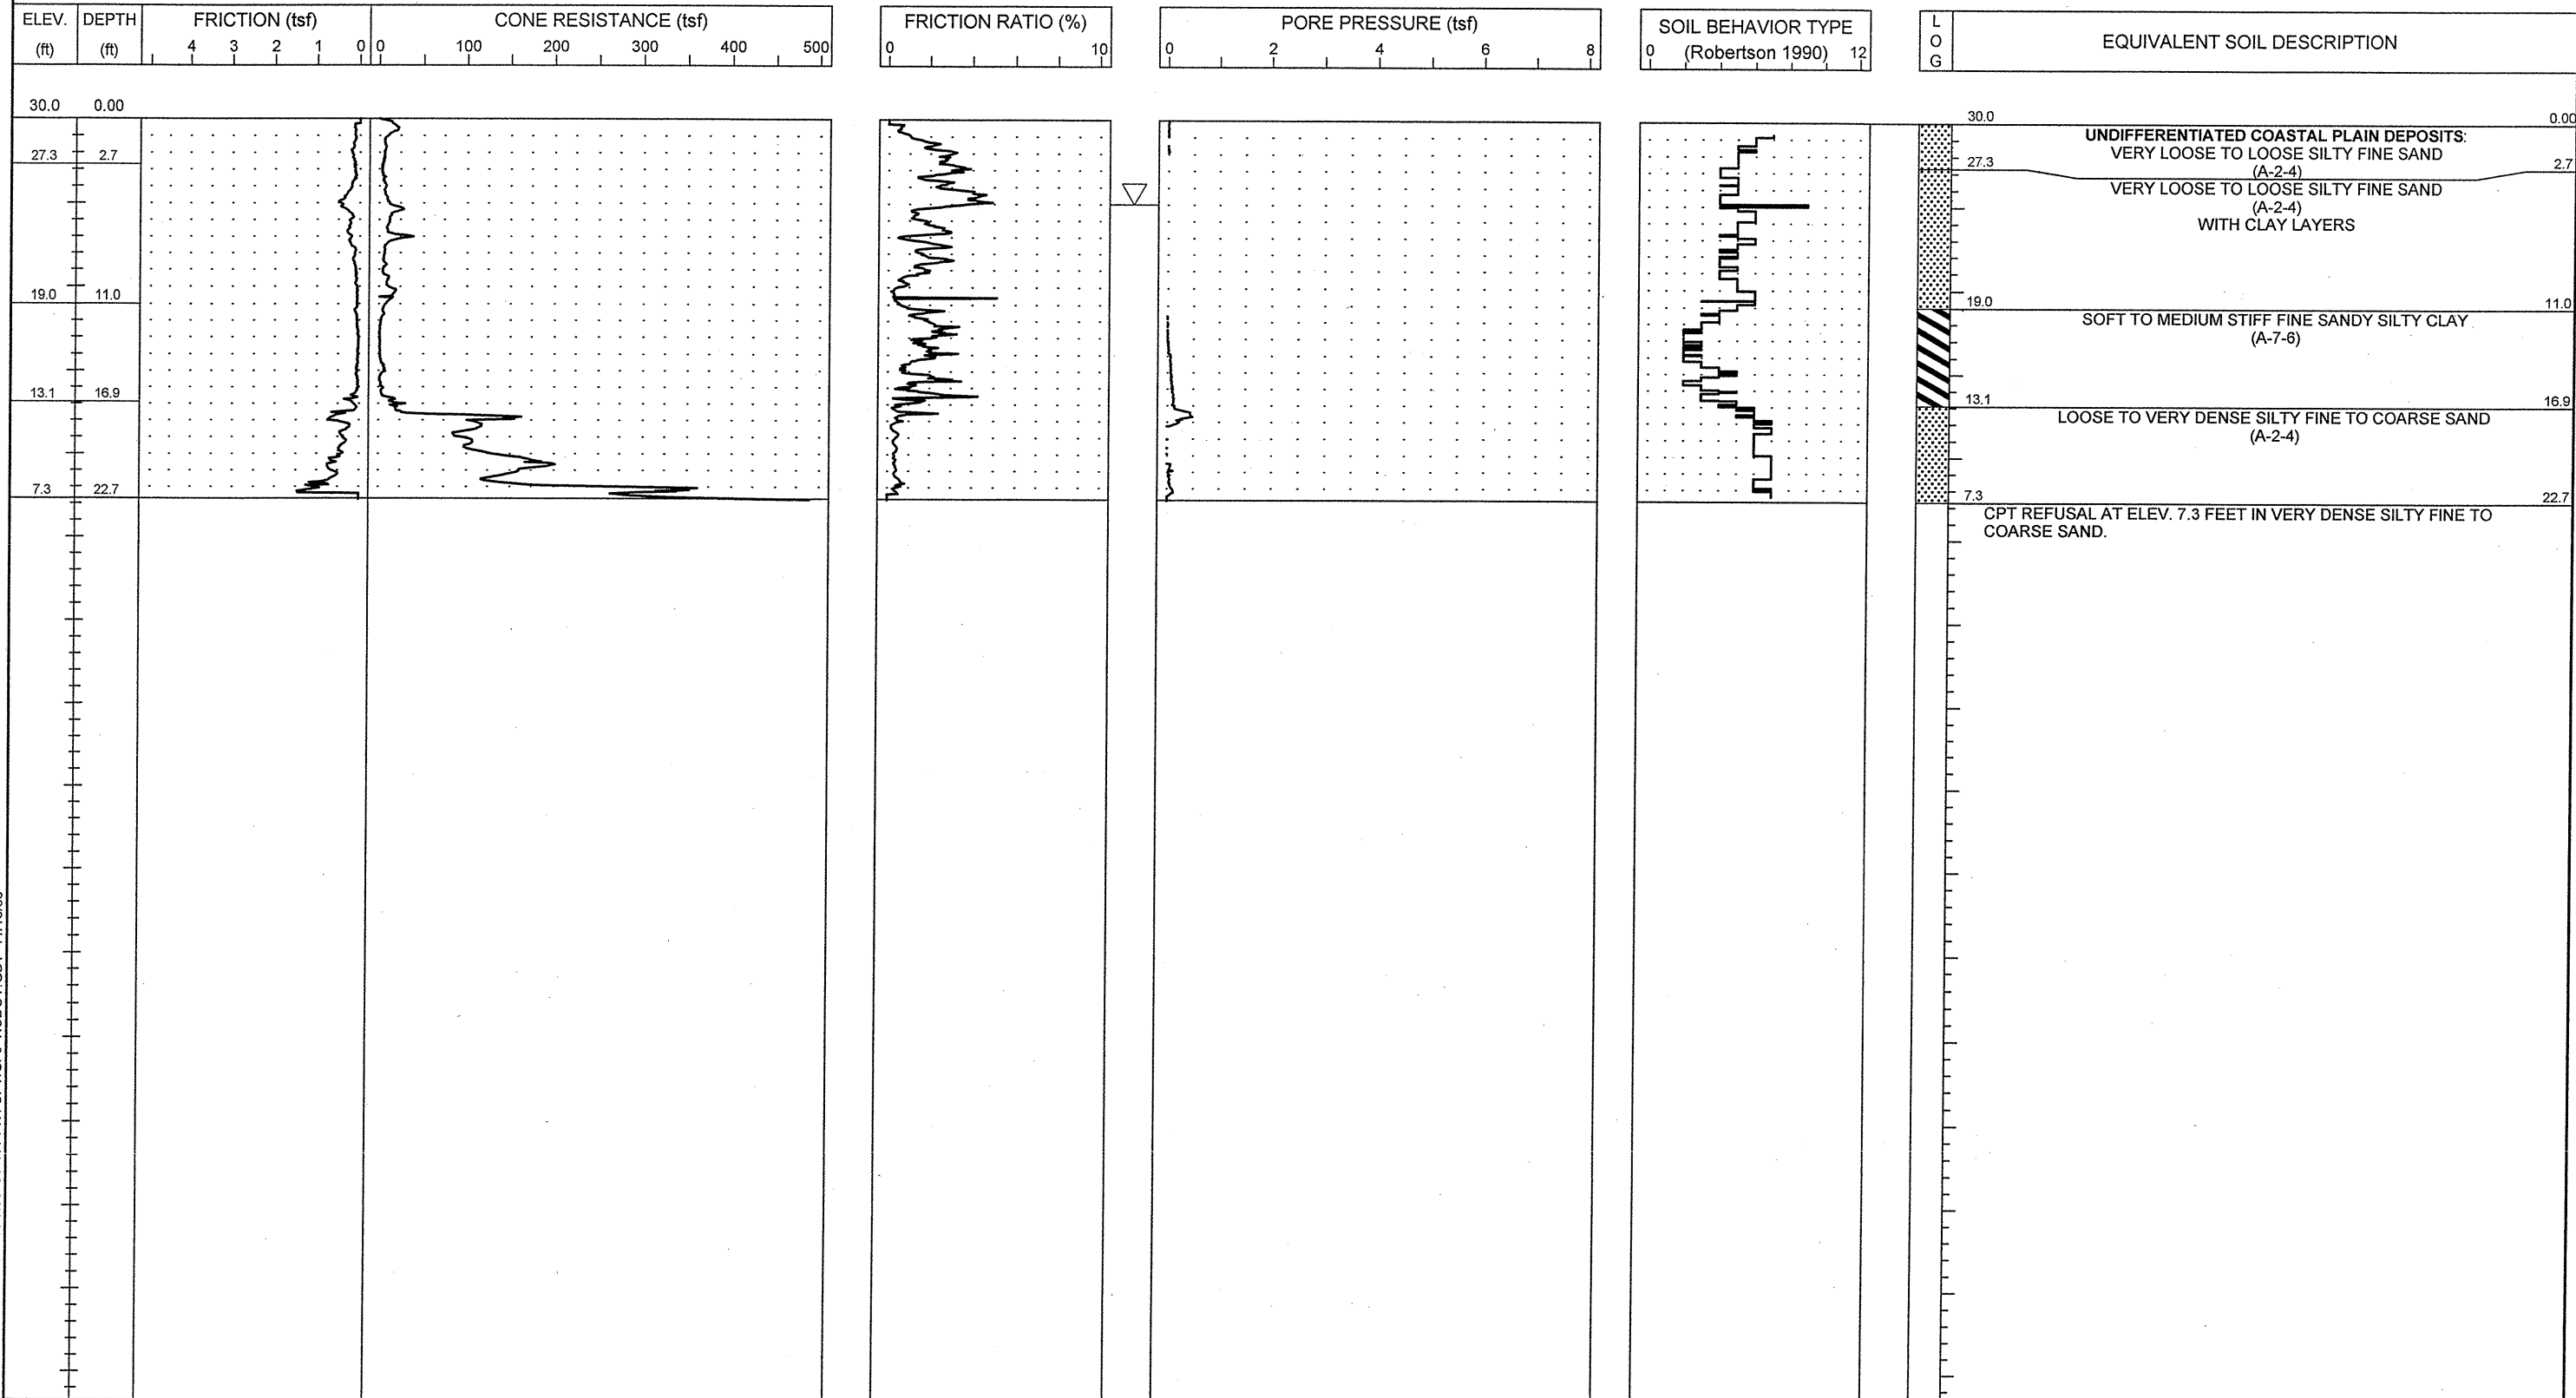 ELEV. (ft)
DEPTH (ft)
FRICTION (tsf)
4 3 2 1 0
CONE RESISTANCE (tsf)
0 100 200 300 400 500
FRICTION RATIO (%)
0 10
PORE PRESSURE (tsf)
0 2 4 6 8
SOIL BEHAVIOR TYPE
(Robertson 1990)
0 12
LOG
EQUIVALENT SOIL DESCRIPTION
30.0 0.00
27.3 2.7
19.0 11.0
13.1 16.9
7.3 22.7
30.0 0.00
UNDIFFERENTIATED COASTAL PLAIN DEPOSITS:
VERY LOOSE TO LOOSE SILTY FINE SAND
(A-2-4)
27.3 2.7
VERY LOOSE TO LOOSE SILTY FINE SAND
(A-2-4)
WITH CLAY LAYERS
19.0 11.0
SOFT TO MEDIUM STIFF FINE SANDY SILTY CLAY
(A-7-6)
13.1 16.9
LOOSE TO VERY DENSE SILTY FINE TO COARSE SAND
(A-2-4)
7.3 22.7
CPT REFUSAL AT ELEV. 7.3 FEET IN VERY DENSE SILTY FINE TO
COARSE SAND.